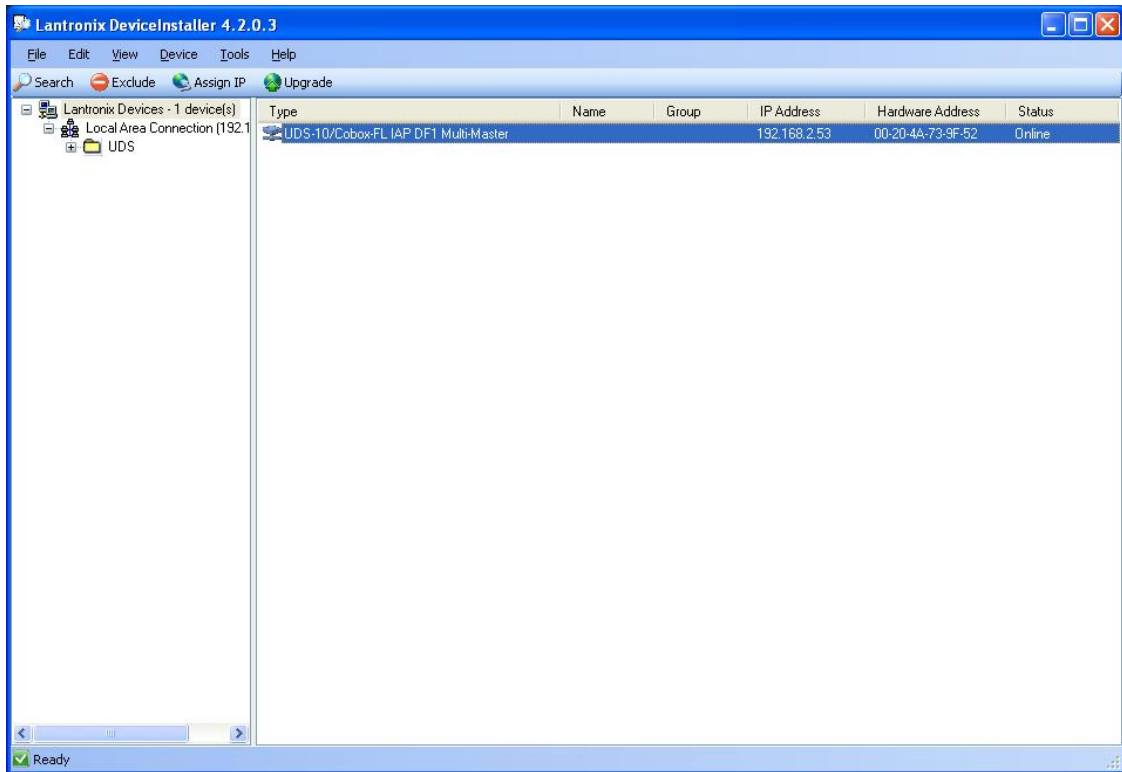 Lantronix DeviceInstaller 4.2.0.3
File Edit View Device Tools Help
Search Exclude Assign IP Upgrade
Lantronix Devices - 1 device(s)
Local Area Connection (192.1
UDS
Type Name Group IP Address Hardware Address Status
UDS-10/Cobox-FL IAP DF1 Multi-Master 192.168.2.53 00-20-4A-73-9F-52 Online
Ready